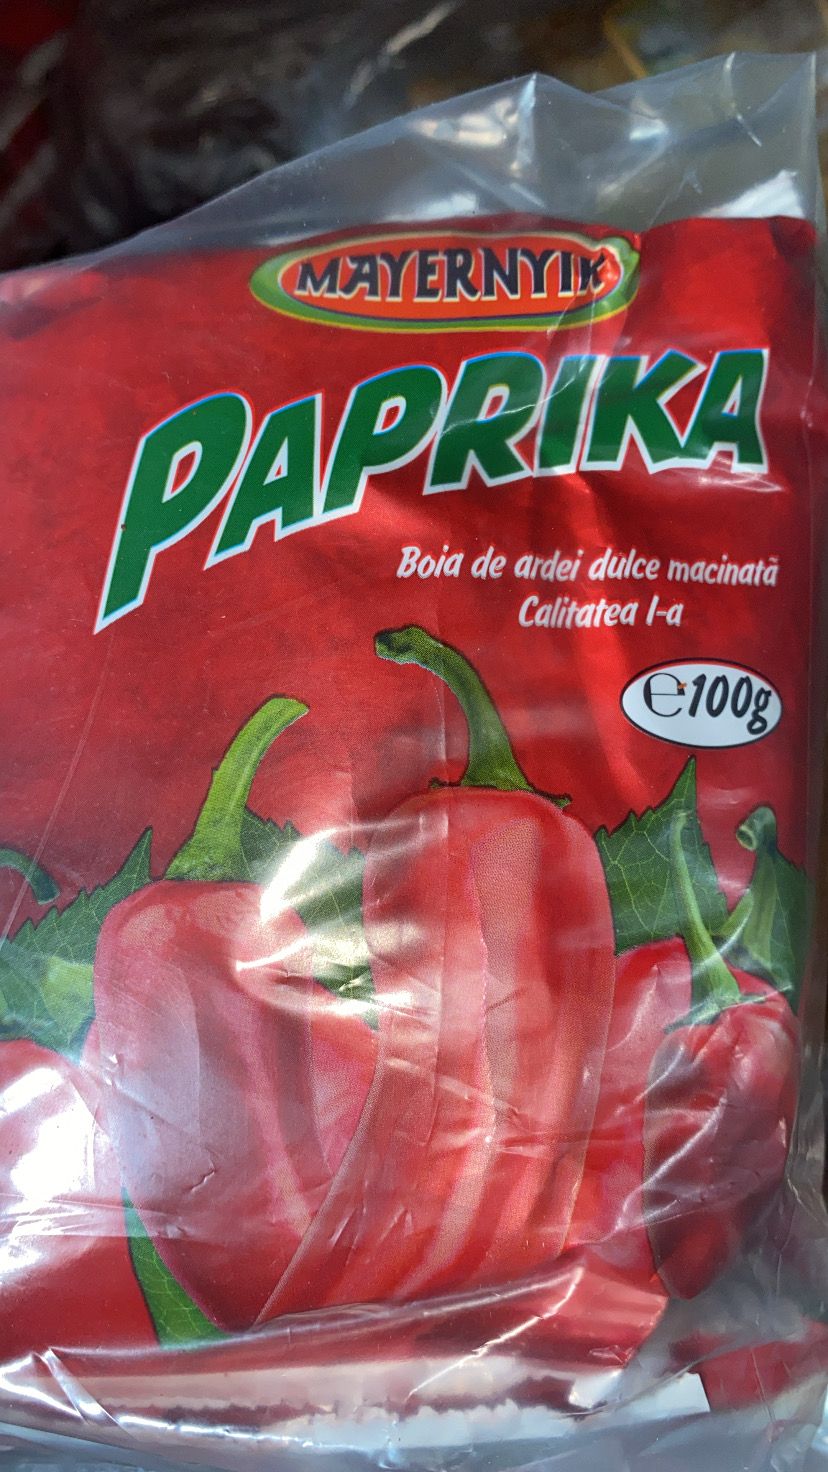 MAYERNYIK
PAPRIKA
Boia de ardei dulce macinată
Calitatea I-a
℮100g